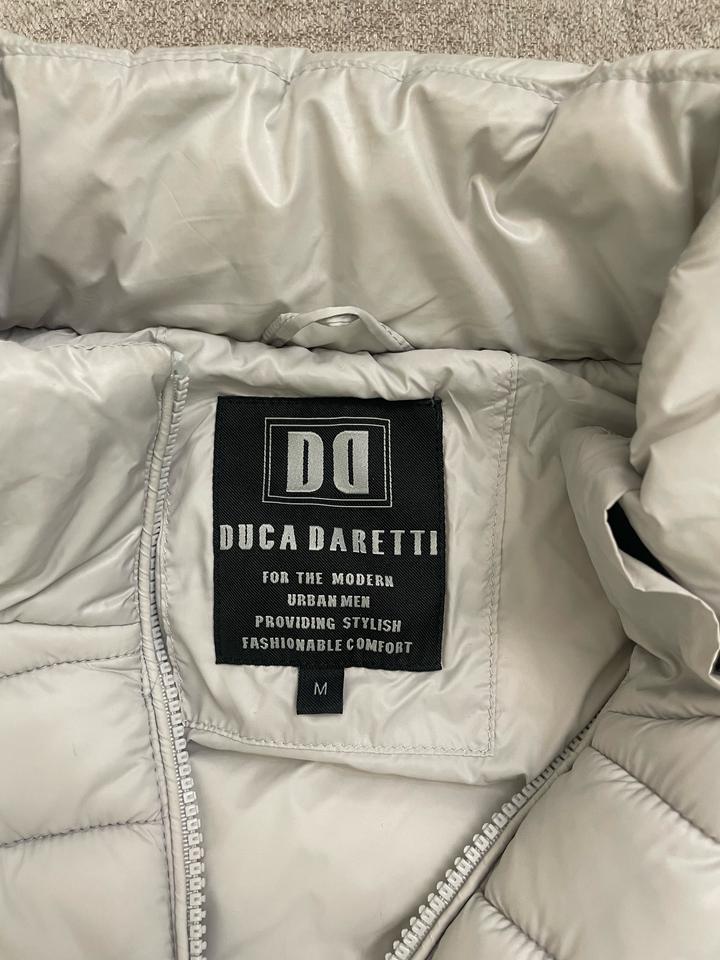 DD
DUCA DARETTI
FOR THE MODERN
URBAN MEN
PROVIDING STYLISH
FASHIONABLE COMFORT
M